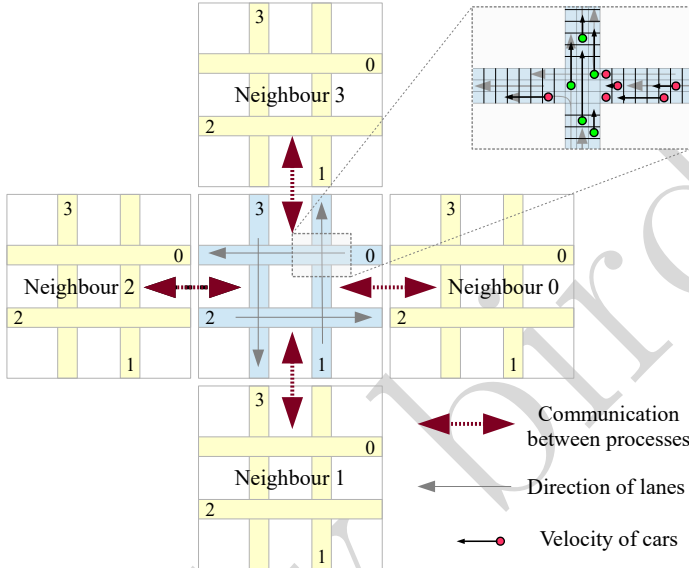 3
0
Neighbour 3
2
1
3
0
Neighbour 2
2
1
3
0
2
1
3
0
Neighbour 0
2
1
3
0
Neighbour 1
2
1
Communication
between processes
Direction of lanes
Velocity of cars
bird